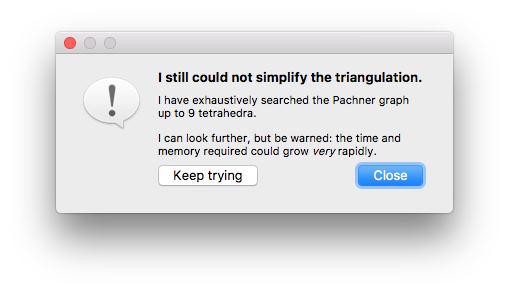 I still could not simplify the triangulation.
I have exhaustively searched the Pachner graph
up to 9 tetrahedra.
I can look further, but be warned: the time and
memory required could grow very rapidly.
Keep trying
Close